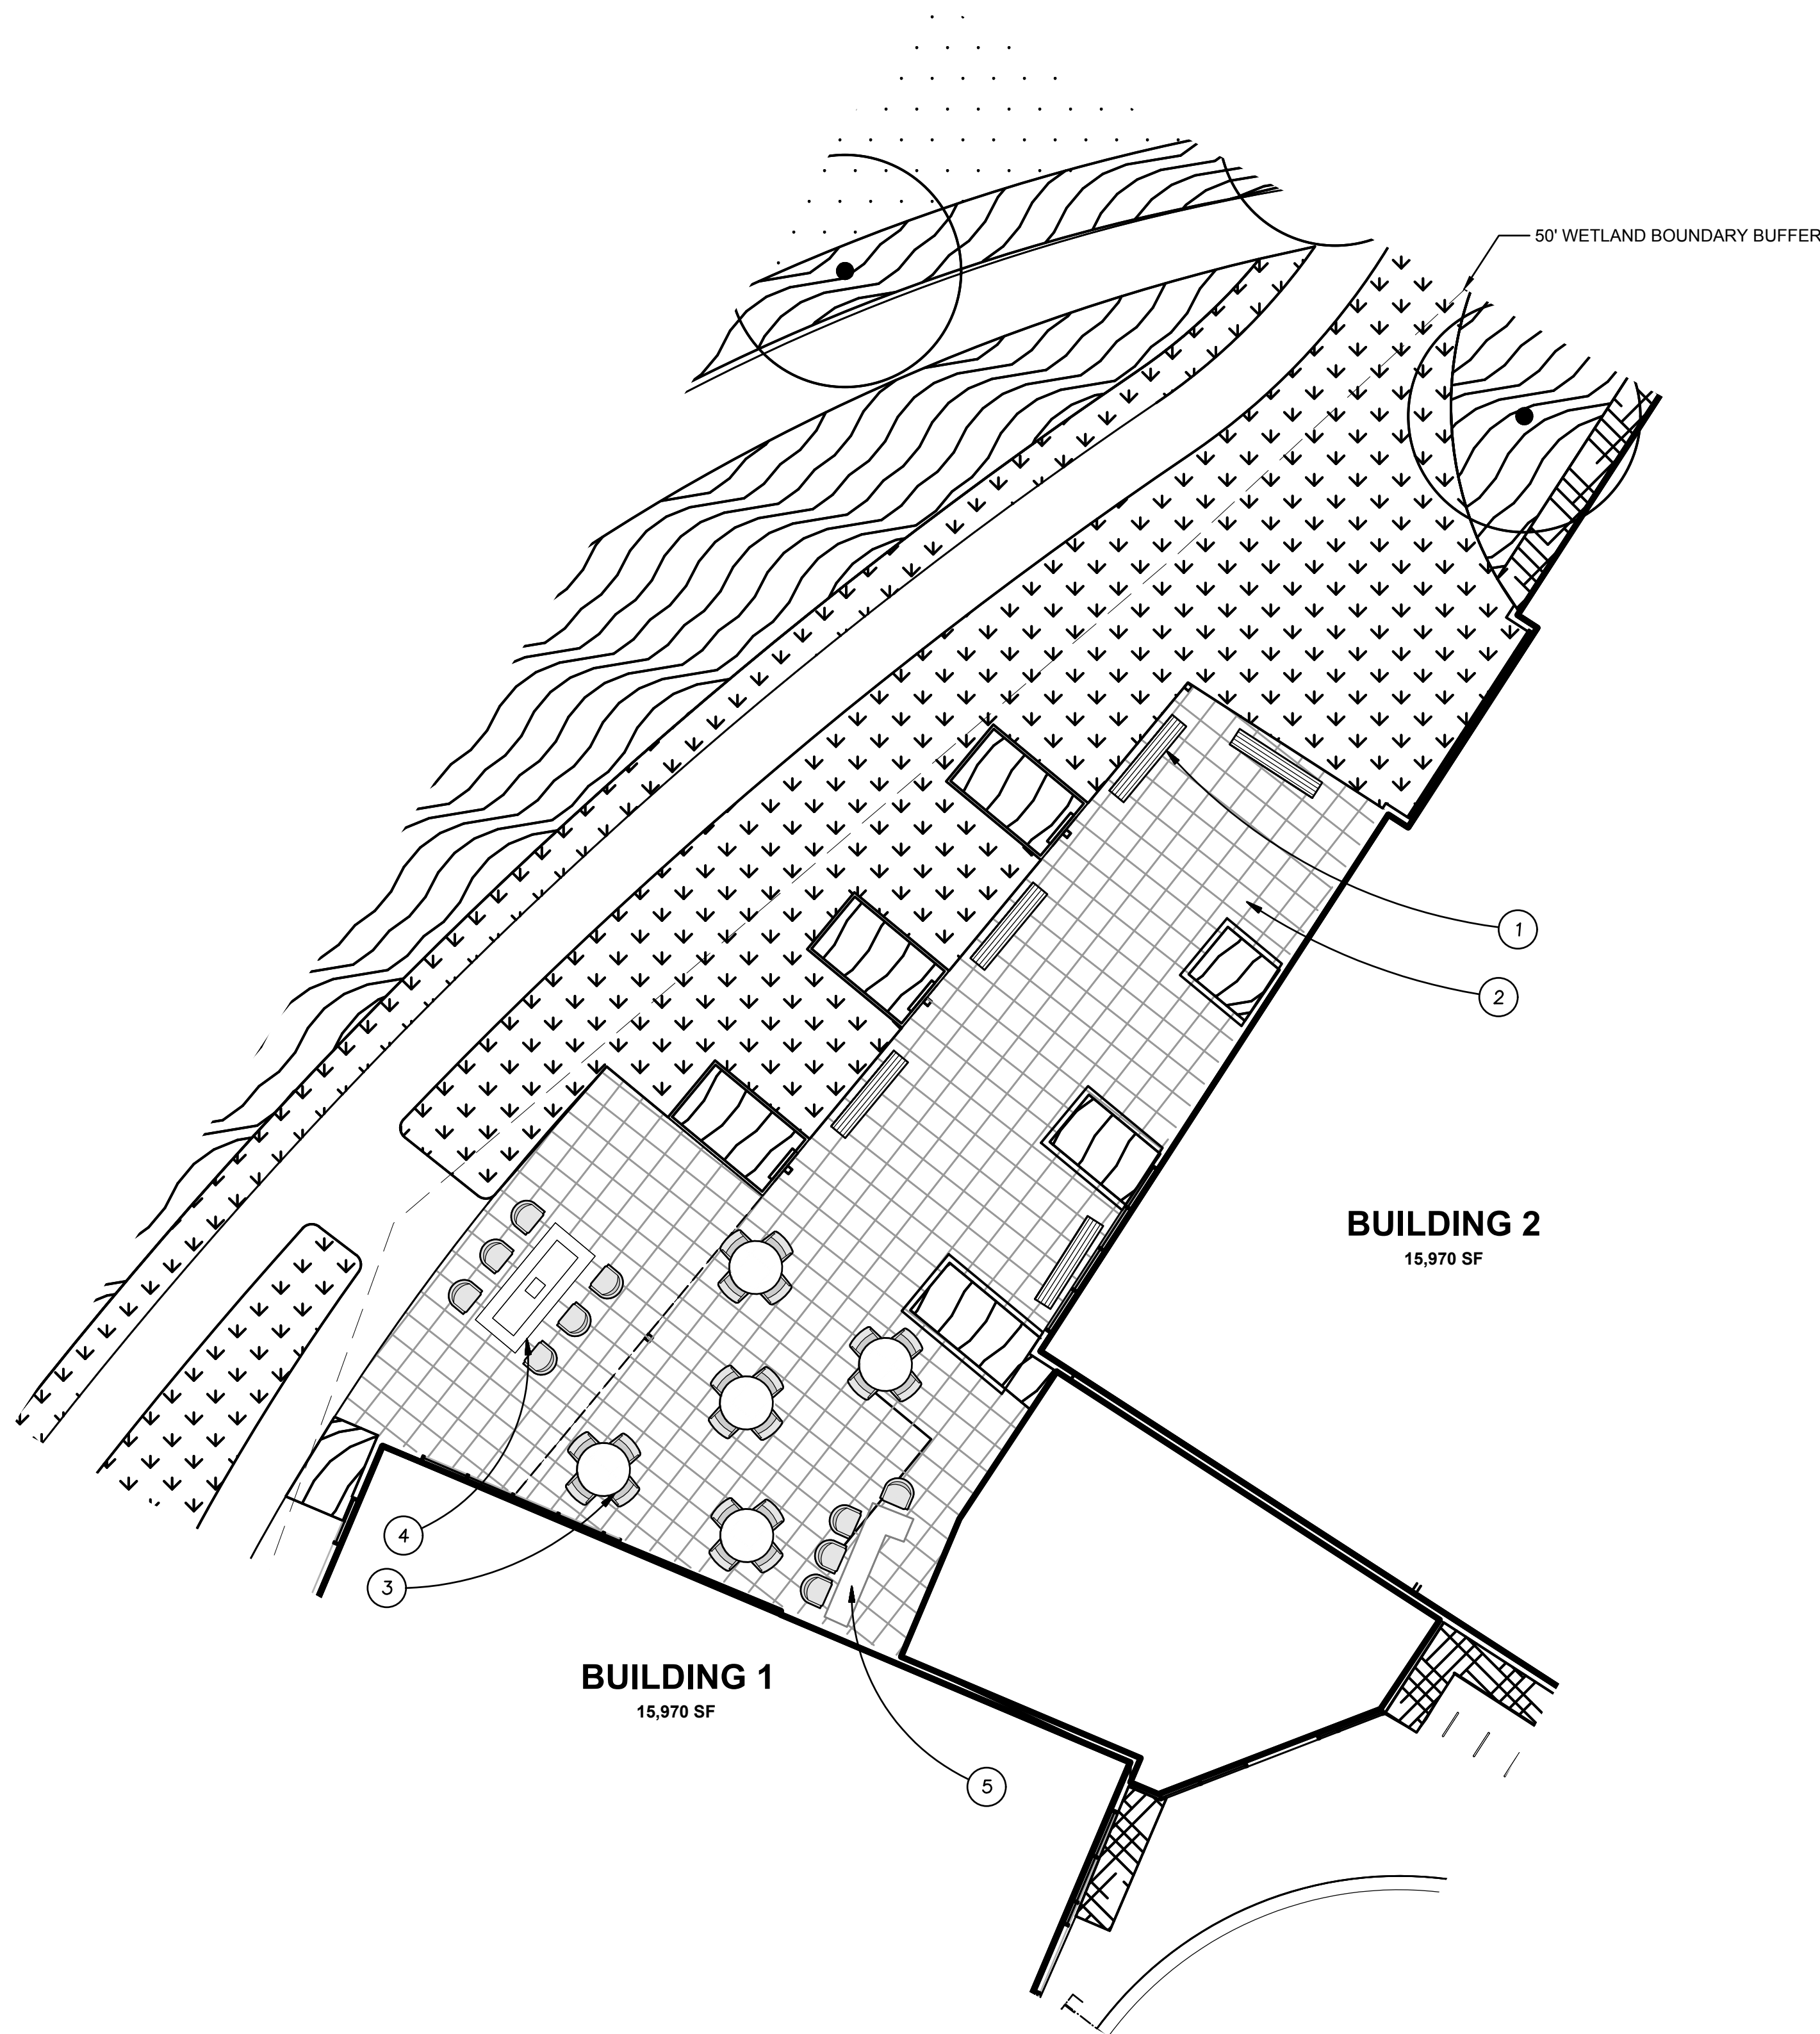 50' WETLAND BOUNDARY BUFFER
1
2
BUILDING 2
15,970 SF
4
3
BUILDING 1
15,970 SF
5